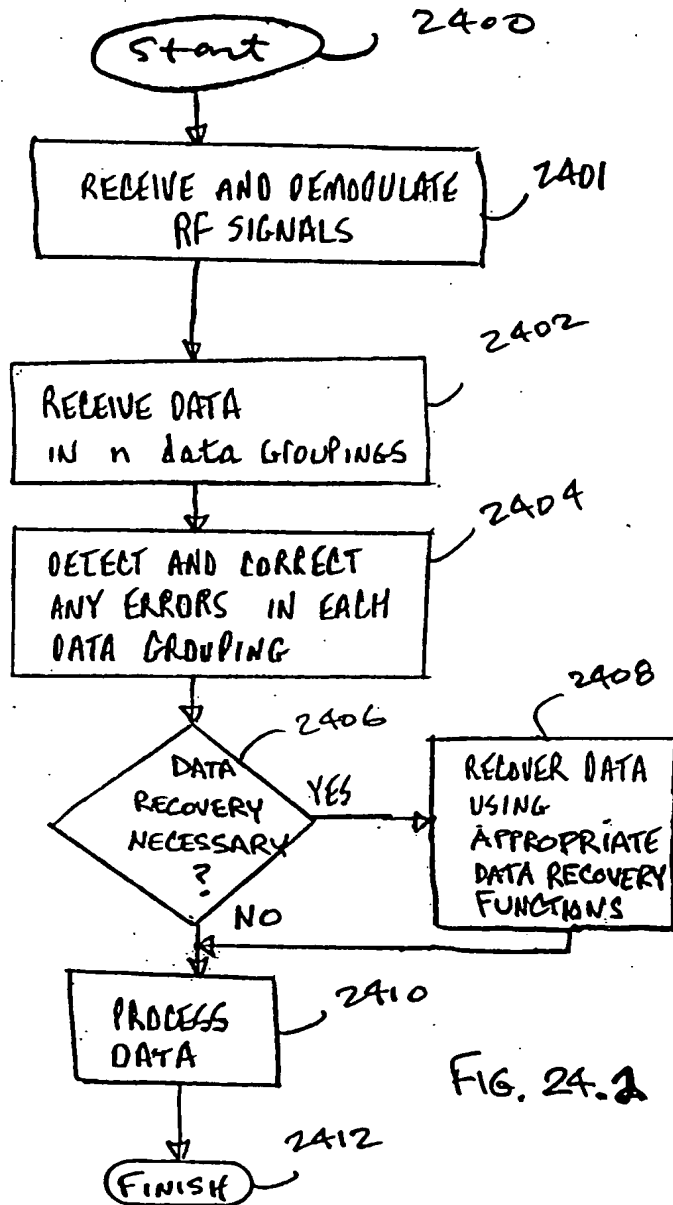 Start
2400
RECEIVE AND DEMODULATE
RF SIGNALS
2401
RECEIVE DATA
IN n data GROUPINGS
2402
DETECT AND CORRECT
ANY ERRORS IN EACH
DATA GROUPING
2404
DATA
RECOVERY
NECESSARY
?
2406
YES
NO
RECOVER DATA
USING
APPROPRIATE
DATA RECOVERY
FUNCTIONS
2408
PROCESS
DATA
2410
FINISH
2412
FIG. 24.